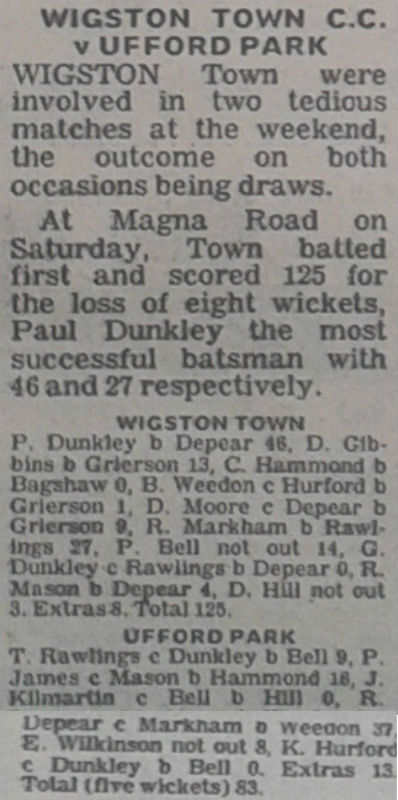 WIGSTON TOWN C.C.
v UFFORD PARK
WIGSTON Town were
involved in two tedious
matches at the weekend,
the outcome on both
occasions being draws.
At Magna Road on
Saturday, Town batted
first and scored 125 for
the loss of eight wickets,
Paul Dunkley the most
successful batsman with
46 and 27 respectively.
WIGSTON TOWN
P. Dunkley b Depear 46, D. Gib-
bins b Grierson 13, C. Hammond b
Bagshaw 0, B. Weedon c Hurford b
Grierson 1, D. Moore c Depear b
Grierson 9, R. Markham b Rawl-
ings 27, P. Bell not out 14, G.
Dunkley c Rawlings b Depear 0, R.
Mason b Depear 4, D. Hill not out
3. Extras 8. Total 125.
UFFORD PARK
T. Rawlings c Dunkley b Bell 9, P.
James c Mason b Hammond 16, J.
Kilmartin c Bell b Hill 0, R.
Depear c Markham b Weedon 37,
E. Wilkinson not out 8, K. Hurford
c Dunkley b Bell 0. Extras 13.
Total (five wickets) 83.